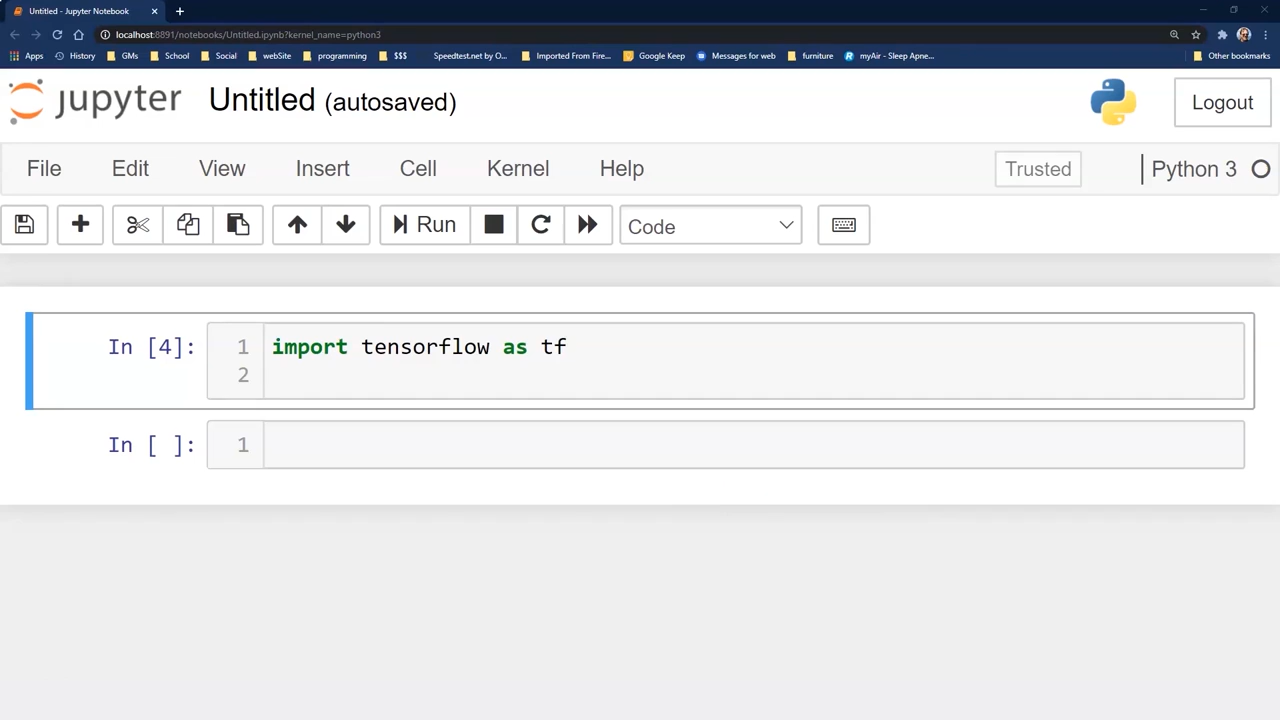 Untitled - Jupyter Notebook
localhost:8891/notebooks/Untitled.ipynb?kernel_name=python3
Apps History GMs School Social webSite programming $$$ Speedtest.net by O... Imported From Fire... Google Keep Messages for web furniture myAir - Sleep Apne... Other bookmarks
jupyter Untitled (autosaved) Logout
File Edit View Insert Cell Kernel Help Trusted Python 3
Run Code
In [4]: 1 import tensorflow as tf
2
In [ ]: 1